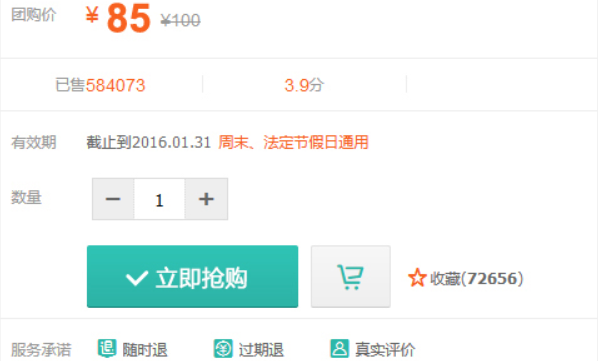 团购价 ¥85 ¥100
已售584073 3.9分
有效期 截止到2016.01.31 周末、法定节假日通用
数量 − 1 +
立即抢购 收藏(72656)
服务承诺 退 随时退 过期退 真实评价